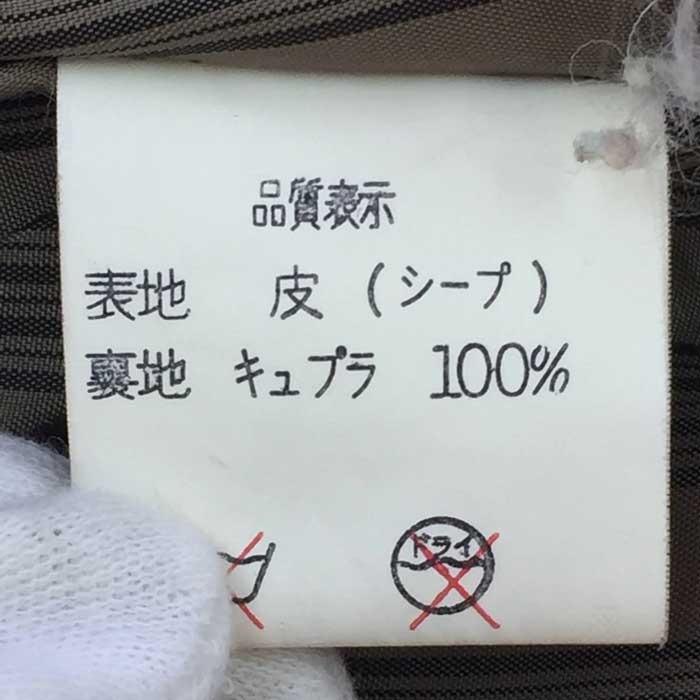 品質表示
表地 皮 (シープ)
裏地 キュプラ 100%
ドライ